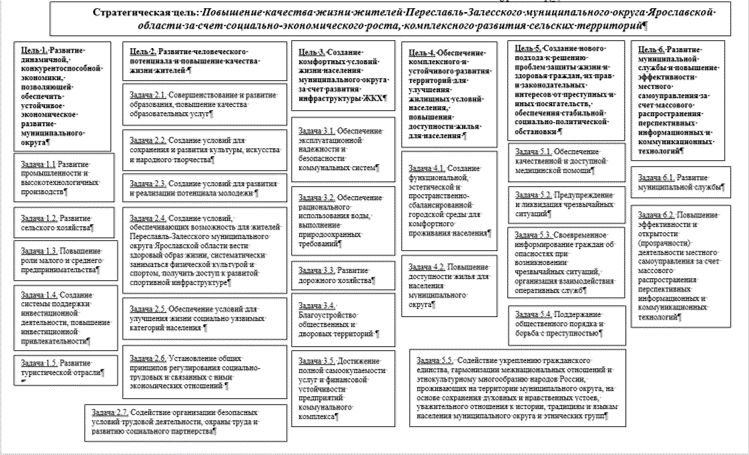 Стратегическая цель: Повышение качества жизни жителей Переславль-Залесского муниципального округа Ярославской
области за счет социально-экономического роста, комплексного развития сельских территорий¶
Цель 1. Развитие
динамичной,
конкурентоспособной
экономики,
позволяющей
обеспечить
устойчивое
экономическое
развитие
муниципального
округа¶
Задача 1.1 Развитие
промышленности и
высокотехнологичных
производств¶
Задача 1.2. Развитие
сельского хозяйства¶
Задача 1.3. Повышение
роли малого и среднего
предпринимательства¶
Задача 1.4. Создание
системы поддержки
инвестиционной
деятельности, повышение
инвестиционной
привлекательности¶
Задача 1.5. Развитие
туристической отрасли¶
¶
Цель 2. Развитие человеческого
потенциала и повышение качества
жизни жителей ¶
Задача 2.1. Совершенствование и развитие
образования, повышение качества
образовательных услуг¶
Задача 2.2. Создание условий для
сохранения и развития культуры, искусства
и народного творчества¶
Задача 2.3. Создание условий для развития
и реализации потенциала молодежи ¶
Задача 2.4. Создание условий,
обеспечивающих возможность для жителей
Переславль-Залесского муниципального
округа Ярославской области вести
здоровый образ жизни, систематически
заниматься физической культурой и
спортом, получить доступ к развитой
спортивной инфраструктуре¶
Задача 2.5. Обеспечение условий для
улучшения жизни социально уязвимых
категорий населения ¶
Задача 2.6. Установление общих
принципов регулирования социально-
трудовых и связанных с ними
экономических отношений ¶
Задача 2.7. Содействие организации безопасных
условий трудовой деятельности, охраны труда и
развитию социального партнерства¶
Цель 3. Создание
комфортных условий
жизни населения
муниципального округа
за счет развития
инфраструктуры ЖКХ¶
Задача 3.1. Обеспечение
эксплуатационной
надежности и
безопасности
коммунальных систем¶
Задача 3.2. Обеспечение
рационального
использования воды,
выполнение
природоохранных
требований¶
Задача 3.3. Развитие
дорожного хозяйства¶
Задача 3.4.
Благоустройство
общественных и
дворовых территорий ¶
Задача 3.5. Достижение
полной самоокупаемости
услуг и финансовой
устойчивости
предприятий
коммунального
комплекса¶
Цель 4. Обеспечение
комплексного и
устойчивого развития
территорий для
улучшения
жилищных условий
населения,
повышения
доступности жилья
для населения¶
Задача 4.1. Создание
функциональной,
эстетической и
пространственно-
сбалансированной
городской среды для
комфортного
проживания населения¶
Задача 4.2. Повышение
доступности жилья для
населения
муниципального
округа¶
Цель 5. Создание нового
подхода к решению
проблем защиты жизни и
здоровья граждан, их прав
и законодательных
интересов от преступных и
иных посягательств,
обеспечения стабильной
социально-политической
обстановки ¶
Задача 5.1. Обеспечение
качественной и доступной
медицинской помощи¶
Задача 5.2. Предупреждение
и ликвидация чрезвычайных
ситуаций¶
Задача 5.3. Своевременное
информирование граждан об
опасностях при
возникновении
чрезвычайных ситуаций,
организация взаимодействия
оперативных служб¶
Задача 5.4. Поддержание
общественного порядка и
борьба с преступностью¶
Задача 5.5. Содействие укреплению гражданского
единства, гармонизации межнациональных отношений и
этнокультурному многообразию народов России,
проживающих на территории муниципального округа, на
основе сохранения духовных и нравственных устоев,
уважительного отношения к истории, традициям и языкам
населения муниципального округа и этнических групп¶
Цель 6. Развитие
муниципальной
службы и повышение
эффективности
местного
самоуправления за
счет массового
распространения
перспективных
информационных и
коммуникационных
технологий¶
Задача 6.1. Развитие
муниципальной службы¶
Задача 6.2. Повышение
эффективности и
открытости
(прозрачности)
деятельности местного
самоуправления за счет
массового
распространения
перспективных
информационных и
коммуникационных
технологий¶